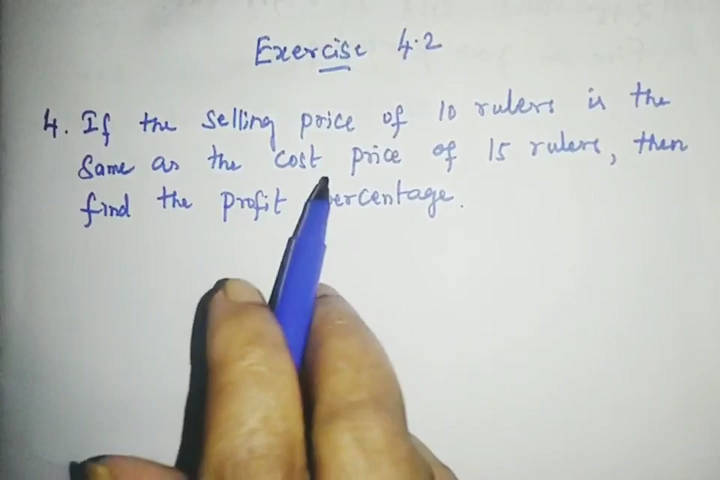 Exercise 4.2
4. If the selling price of 10 rulers is the
same as the cost price of 15 rulers, then
find the profit percentage.